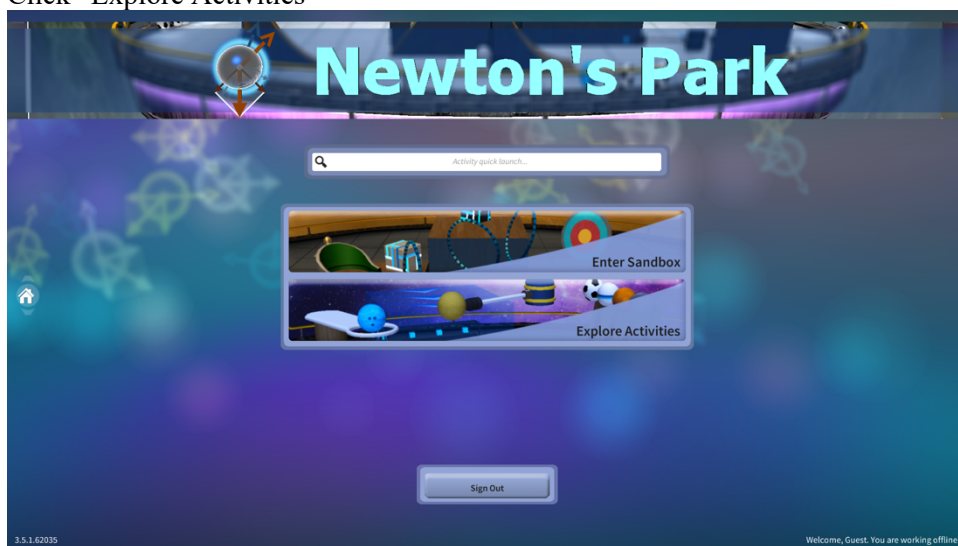 Click "Explore Activities"
Newton's Park
Activity quick launch...
Enter Sandbox
Explore Activities
Sign Out
3.5.1.62035
Welcome, Guest. You are working offline